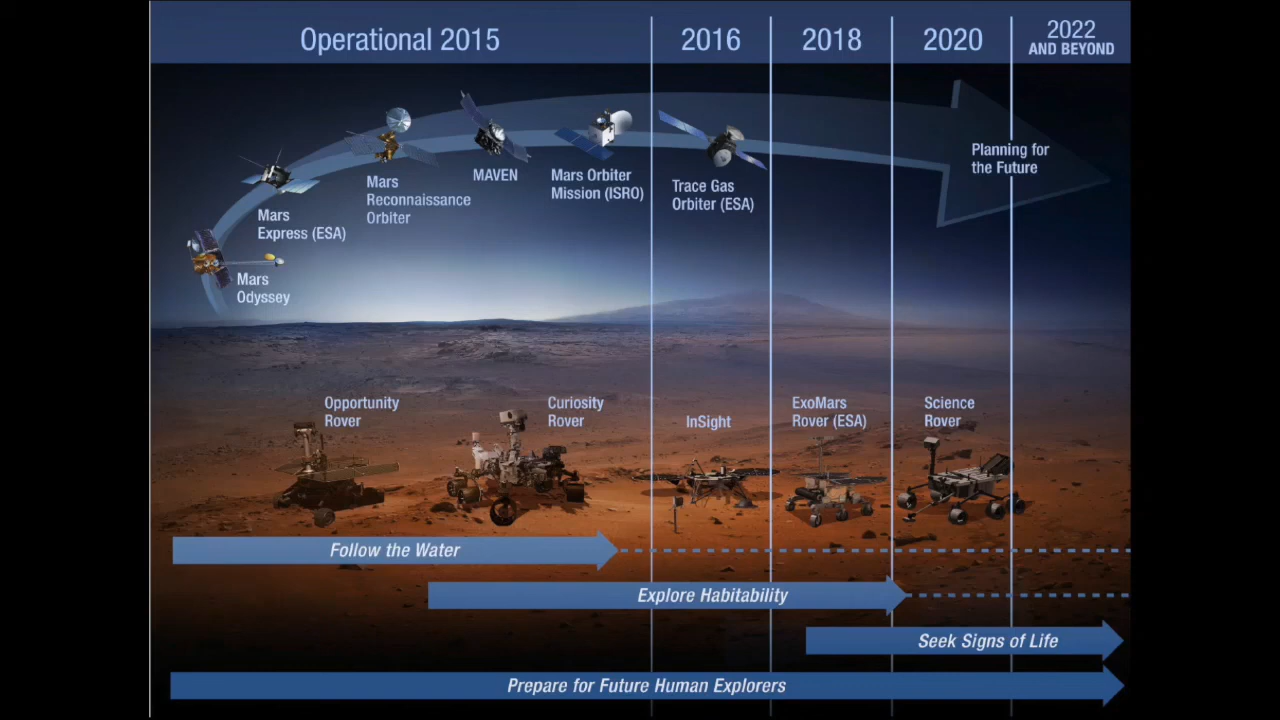 Operational 2015
2016
2018
2020
2022
AND BEYOND
Planning for
the Future
MAVEN
Mars Orbiter
Mission (ISRO)
Mars
Reconnaissance
Orbiter
Trace Gas
Orbiter (ESA)
Mars
Express (ESA)
Mars
Odyssey
Opportunity
Rover
Curiosity
Rover
InSight
ExoMars
Rover (ESA)
Science
Rover
Follow the Water
Explore Habitability
Seek Signs of Life
Prepare for Future Human Explorers